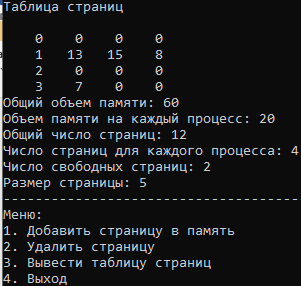 Таблица страниц
0 0 0 0
1 13 15 8
2 0 0 0
3 7 0 0
Общий объем памяти: 60
Объем памяти на каждый процесс: 20
Общий число страниц: 12
Число страниц для каждого процесса: 4
Число свободных страниц: 2
Размер страницы: 5
-------------------------------------
Меню:
1. Добавить страницу в память
2. Удалить страницу
3. Вывести таблицу страниц
4. Выход